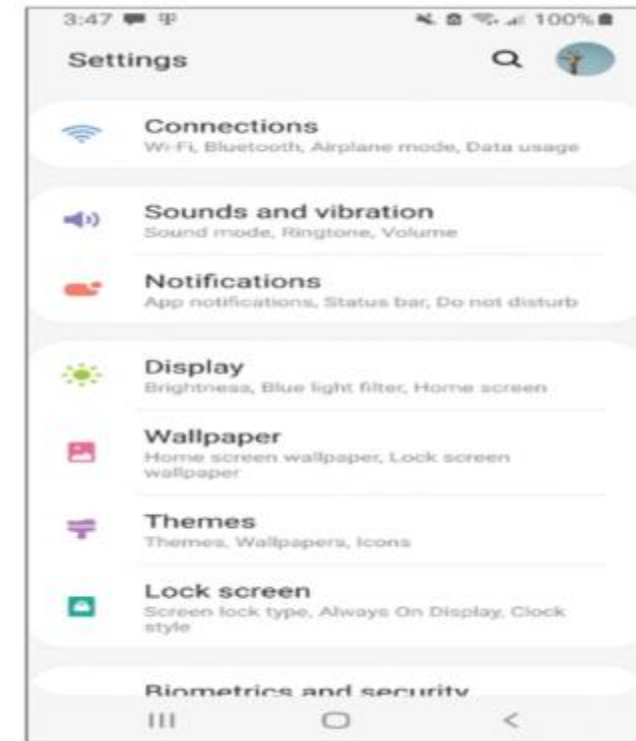 3:47 100%
Settings
Connections
Wi-Fi, Bluetooth, Airplane mode, Data usage
Sounds and vibration
Sound mode, Ringtone, Volume
Notifications
App notifications, Status bar, Do not disturb
Display
Brightness, Blue light filter, Home screen
Wallpaper
Home screen wallpaper, Lock screen
wallpaper
Themes
Themes, Wallpapers, Icons
Lock screen
Screen lock type, Always On Display, Clock
style
Biometrics and security